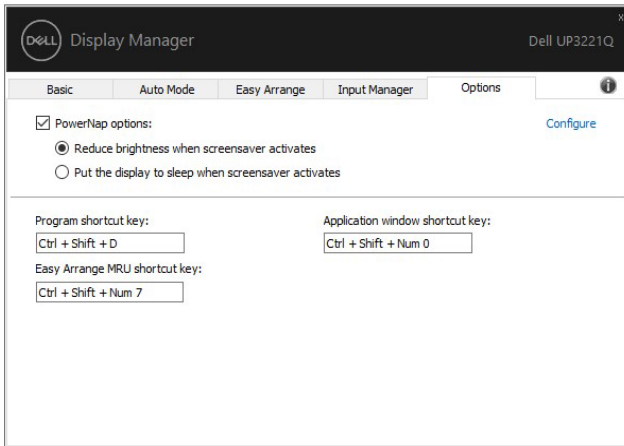 DELL Display Manager
Dell UP3221Q
x
Basic Auto Mode Easy Arrange Input Manager Options
PowerNap options: Configure
Reduce brightness when screensaver activates
Put the display to sleep when screensaver activates
Program shortcut key: Application window shortcut key:
Ctrl + Shift + D Ctrl + Shift + Num 0
Easy Arrange MRU shortcut key:
Ctrl + Shift + Num 7